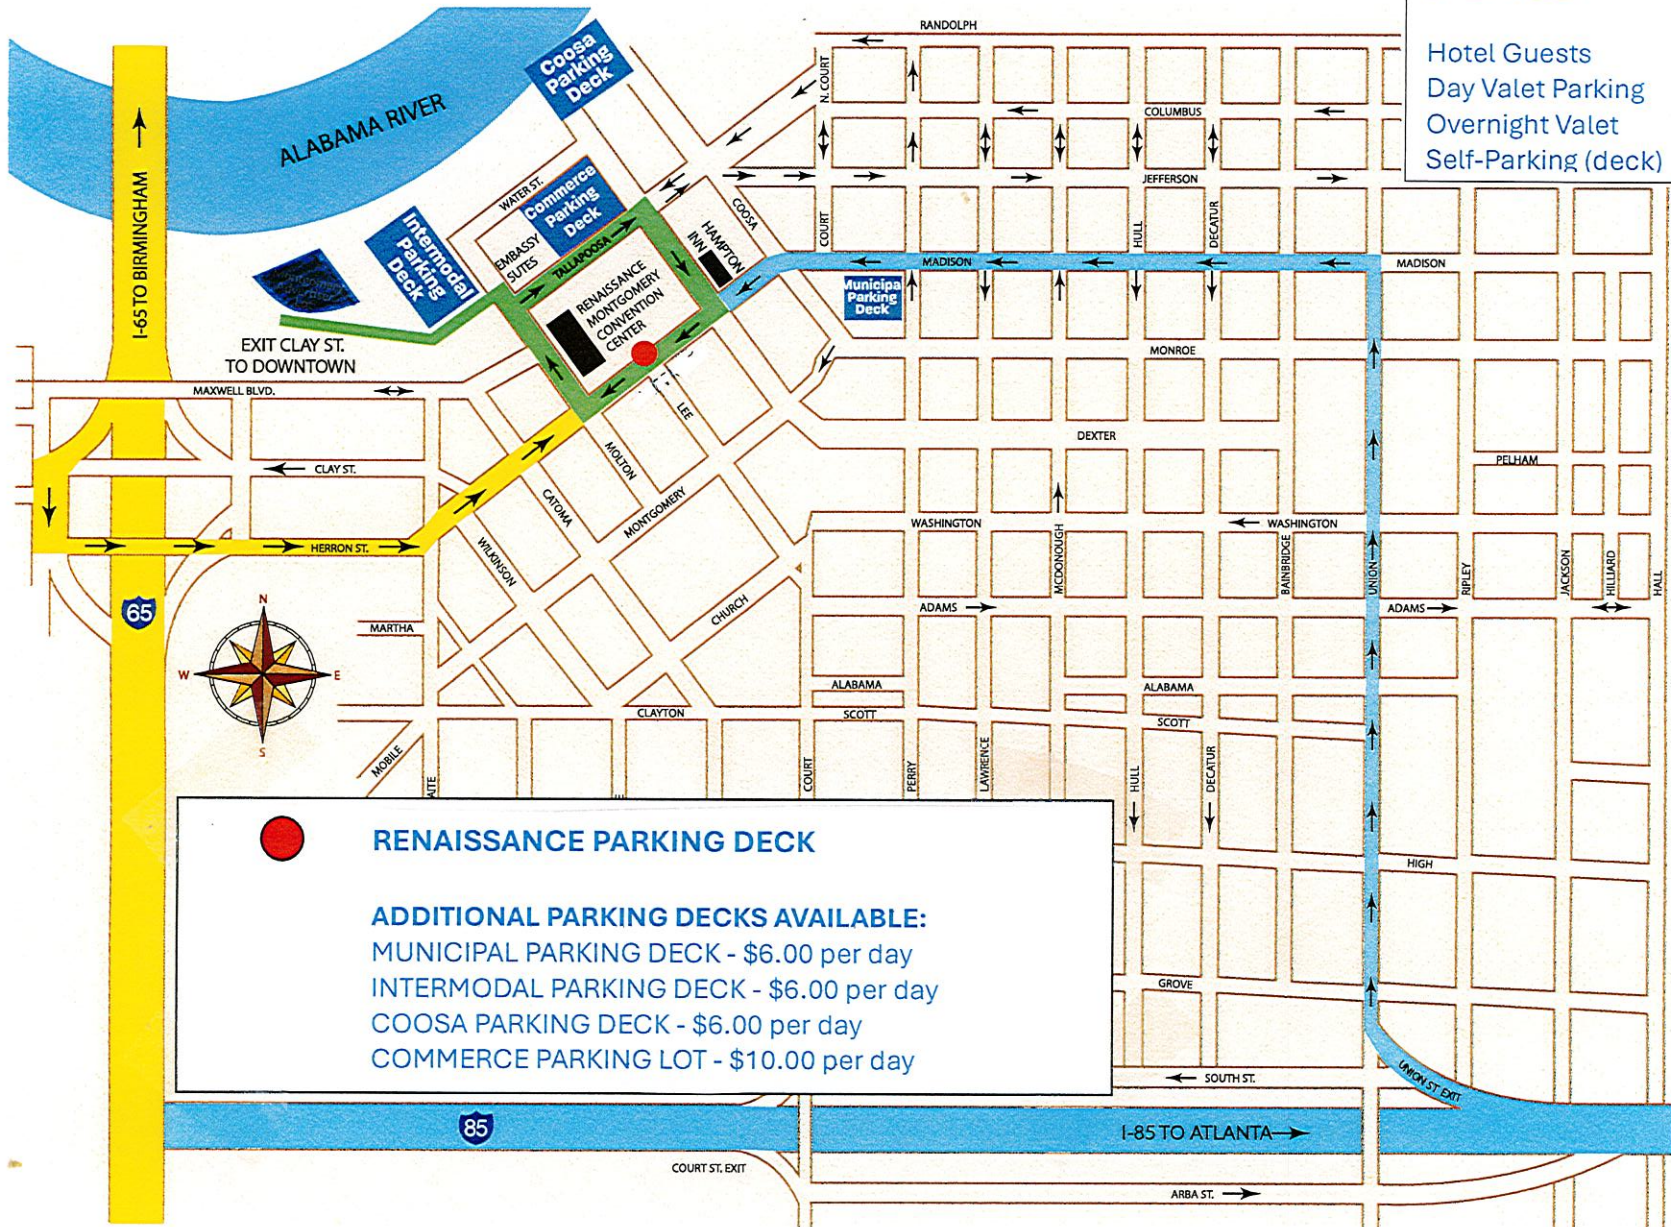 RANDOLPH
Hotel Guests
Day Valet Parking
Overnight Valet
Self-Parking (deck)
Coosa
Parking
Deck
N. COURT
COLUMBUS
ALABAMA RIVER
I-65 TO BIRMINGHAM
WATER ST.
Commerce
Parking
Deck
JEFFERSON
COOSA
COURT
HULL
DECATUR
Intermodal
Parking
Deck
EMBASSY
SUTES
TALLAPOOSA
HAMPTON
INN
MADISON
MADISON
RENAISSANCE
MONTGOMERY
CONVENTION
CENTER
Municipa
Parking
Deck
EXIT CLAY ST.
TO DOWNTOWN
MONROE
MAXWELL BLVD.
LEE
DEXTER
MOLTON
CLAY ST.
PELHAM
CATOMA
MONTGOMERY
WASHINGTON
WASHINGTON
HERRON ST.
WILKINSON
MCDONOUGH
BAINBRIDGE
UNION ST.
RIPLEY
JACKSON
HILLIARD
HALL
65
CHURCH
ADAMS
ADAMS
N
MARTHA
W
E
S
ALABAMA
ALABAMA
CLAYTON
SCOTT
SCOTT
MOBILE
AITE
COURT
PERRY
LAWRENCE
HULL
DECATUR
RENAISSANCE PARKING DECK
HIGH
ADDITIONAL PARKING DECKS AVAILABLE:
MUNICIPAL PARKING DECK - $6.00 per day
INTERMODAL PARKING DECK - $6.00 per day
COOSA PARKING DECK - $6.00 per day
COMMERCE PARKING LOT - $10.00 per day
GROVE
SOUTH ST.
UNION ST. EXIT
85
I-85 TO ATLANTA
COURT ST. EXIT
ARBA ST.